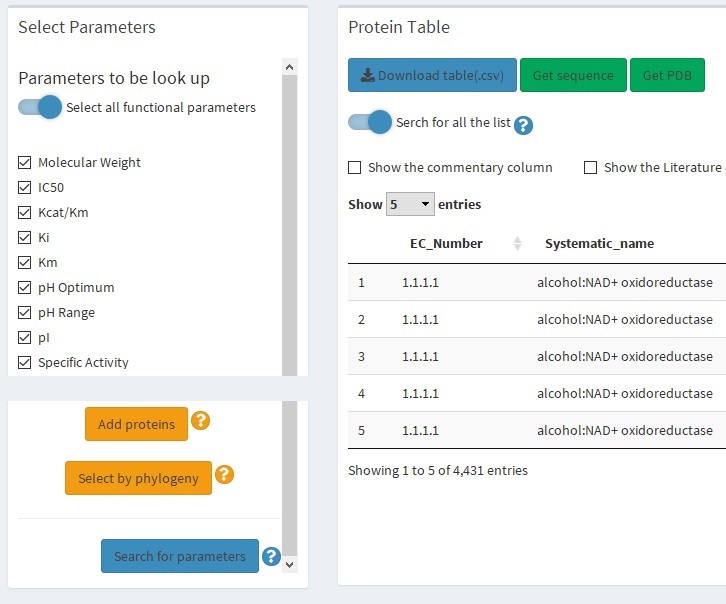 Select Parameters
Parameters to be look up
Select all functional parameters
Molecular Weight
IC50
Kcat/Km
Ki
Km
pH Optimum
pH Range
pI
Specific Activity
Add proteins ?
Select by phylogeny ?
Search for parameters ?
Protein Table
Download table(.csv) Get sequence Get PDB
Serch for all the list ?
Show the commentary column Show the Literature
Show 5 entries
EC_Number Systematic_name
1 1.1.1.1 alcohol:NAD+ oxidoreductase
2 1.1.1.1 alcohol:NAD+ oxidoreductase
3 1.1.1.1 alcohol:NAD+ oxidoreductase
4 1.1.1.1 alcohol:NAD+ oxidoreductase
5 1.1.1.1 alcohol:NAD+ oxidoreductase
Showing 1 to 5 of 4,431 entries